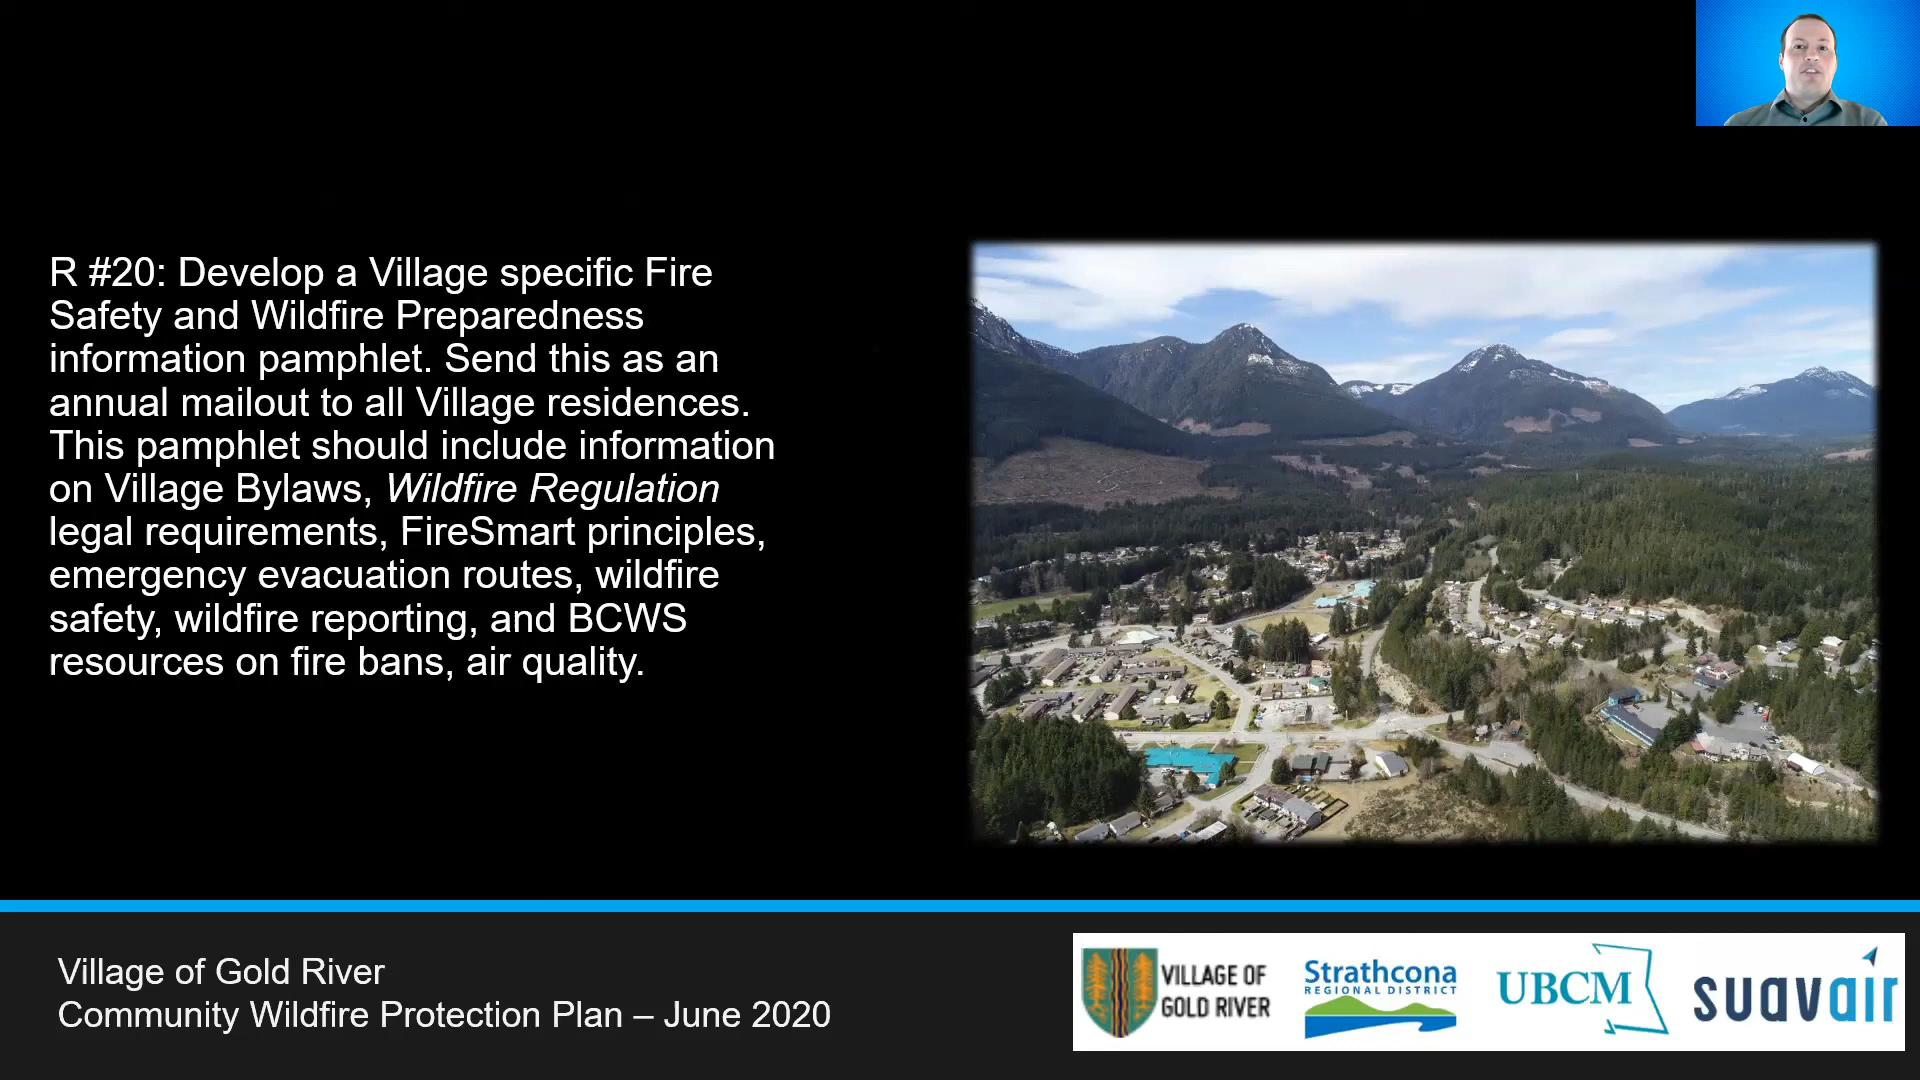 R #20: Develop a Village specific Fire
Safety and Wildfire Preparedness
information pamphlet. Send this as an
annual mailout to all Village residences.
This pamphlet should include information
on Village Bylaws, Wildfire Regulation
legal requirements, FireSmart principles,
emergency evacuation routes, wildfire
safety, wildfire reporting, and BCWS
resources on fire bans, air quality.
Village of Gold River
Community Wildfire Protection Plan – June 2020
VILLAGE OF
GOLD RIVER
Strathcona
REGIONAL DISTRICT
UBCM
suavair